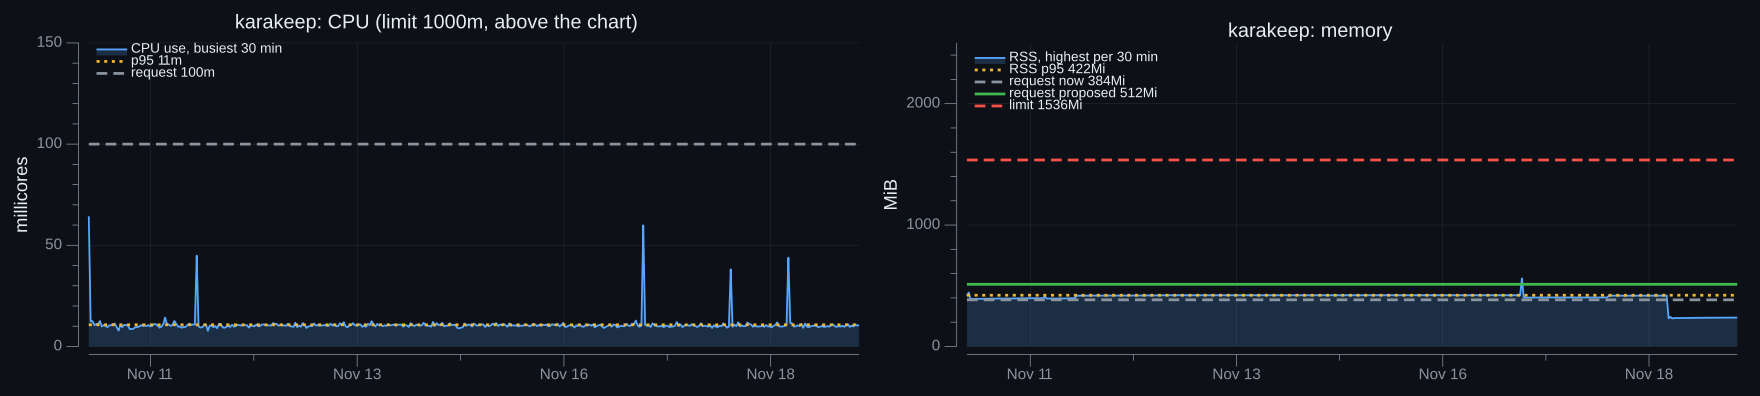 karakeep: CPU (limit 1000m, above the chart)
CPU use, busiest 30 min
p95 11m
request 100m
millicores
150
100
50
0
Nov 11
Nov 13
Nov 16
Nov 18
karakeep: memory
RSS, highest per 30 min
RSS p95 422Mi
request now 384Mi
request proposed 512Mi
limit 1536Mi
MiB
2000
1000
0
Nov 11
Nov 13
Nov 16
Nov 18